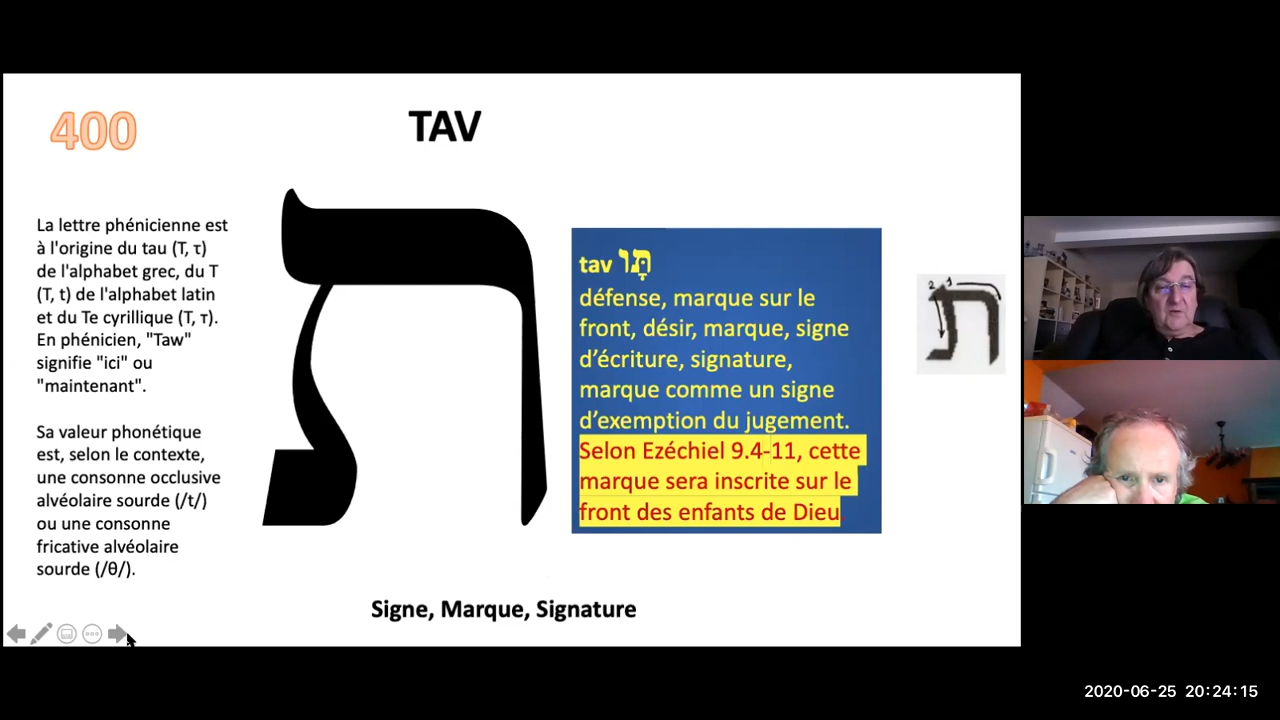 400
TAV
La lettre phénicienne est
à l'origine du tau (Τ, τ)
de l'alphabet grec, du T
(T, t) de l'alphabet latin
et du Te cyrillique (Т, т).
En phénicien, "Taw"
signifie "ici" ou
"maintenant".
Sa valeur phonétique
est, selon le contexte,
une consonne occlusive
alvéolaire sourde (/t/)
ou une consonne
fricative alvéolaire
sourde (/θ/).
ת
tav תָּו
défense, marque sur le
front, désir, marque, signe
d’écriture, signature,
marque comme un signe
d’exemption du jugement.
Selon Ezéchiel 9.4-11, cette
marque sera inscrite sur le
front des enfants de Dieu.
2 1
ת
Signe, Marque, Signature
2020-06-25 20:24:15